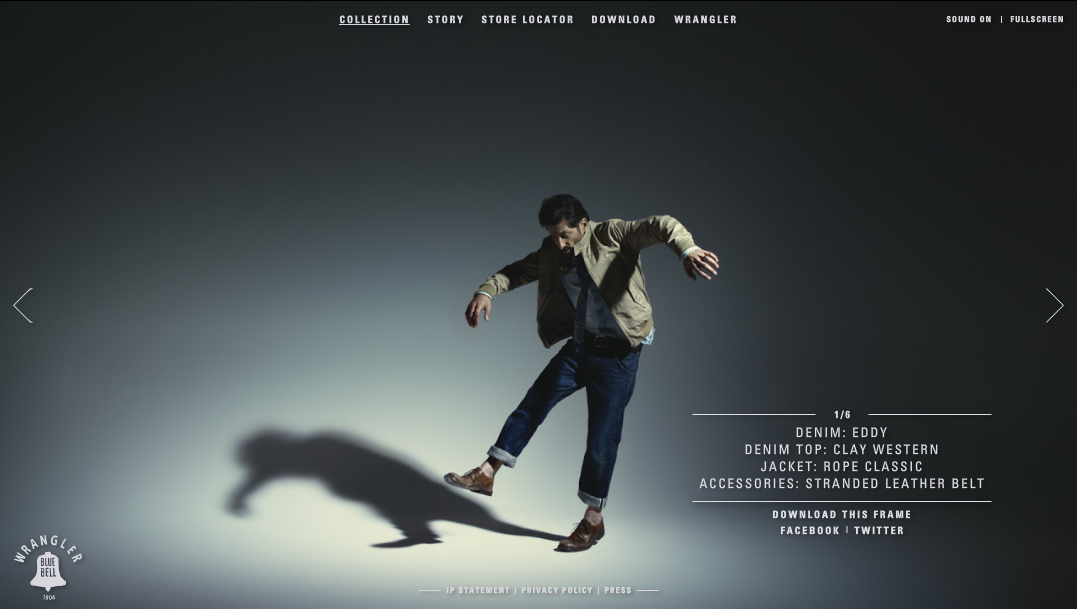 COLLECTION STORY STORE LOCATOR DOWNLOAD WRANGLER
SOUND ON | FULLSCREEN
1/6
DENIM: EDDY
DENIM TOP: CLAY WESTERN
JACKET: ROPE CLASSIC
ACCESSORIES: STRANDED LEATHER BELT
DOWNLOAD THIS FRAME
FACEBOOK | TWITTER
WRANGLER
BLUE
BELL
1904
IP STATEMENT | PRIVACY POLICY | PRESS